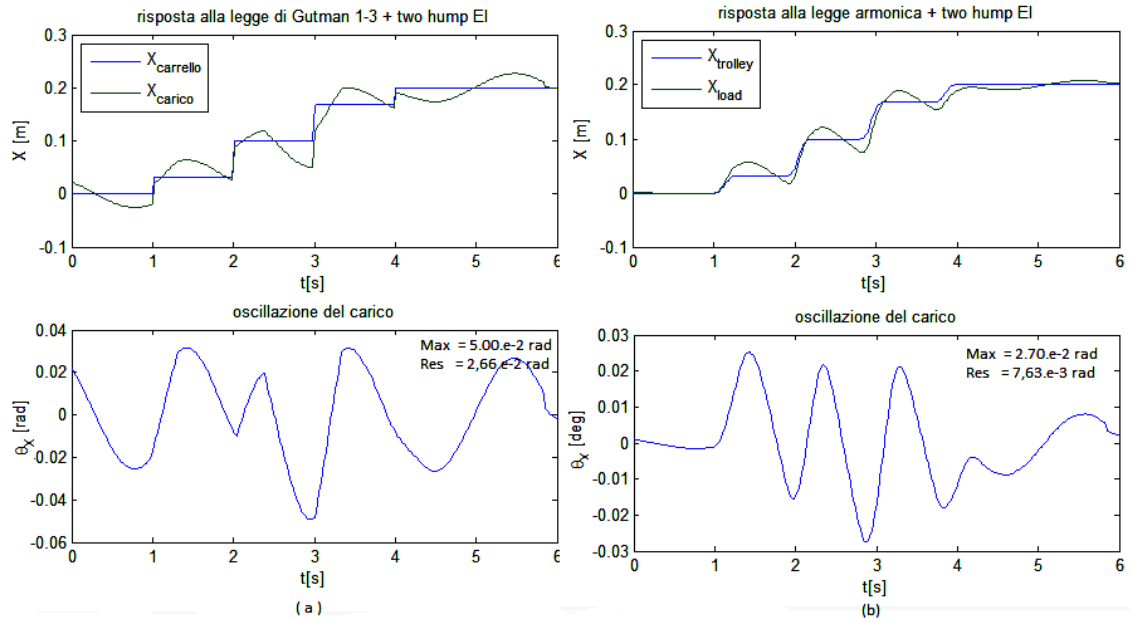 risposta alla legge di Gutman 1-3 + two hump EI
0.3
0.2
0.1
0
-0.1
X [m]
Xcarrello
Xcarico
0 1 2 3 4 5 6
t[s]
oscillazione del carico
0.04
0.02
0
-0.02
-0.04
-0.06
θX [rad]
Max = 5.00.e-2 rad
Res = 2,66.e-2 rad
0 1 2 3 4 5 6
t[s]
( a )
risposta alla legge armonica + two hump EI
0.3
0.2
0.1
0
-0.1
X [m]
Xtrolley
Xload
0 1 2 3 4 5 6
t[s]
oscillazione del carico
0.03
0.02
0.01
0
-0.01
-0.02
-0.03
θX [deg]
Max = 2.70.e-2 rad
Res = 7,63.e-3 rad
0 1 2 3 4 5 6
t[s]
(b)